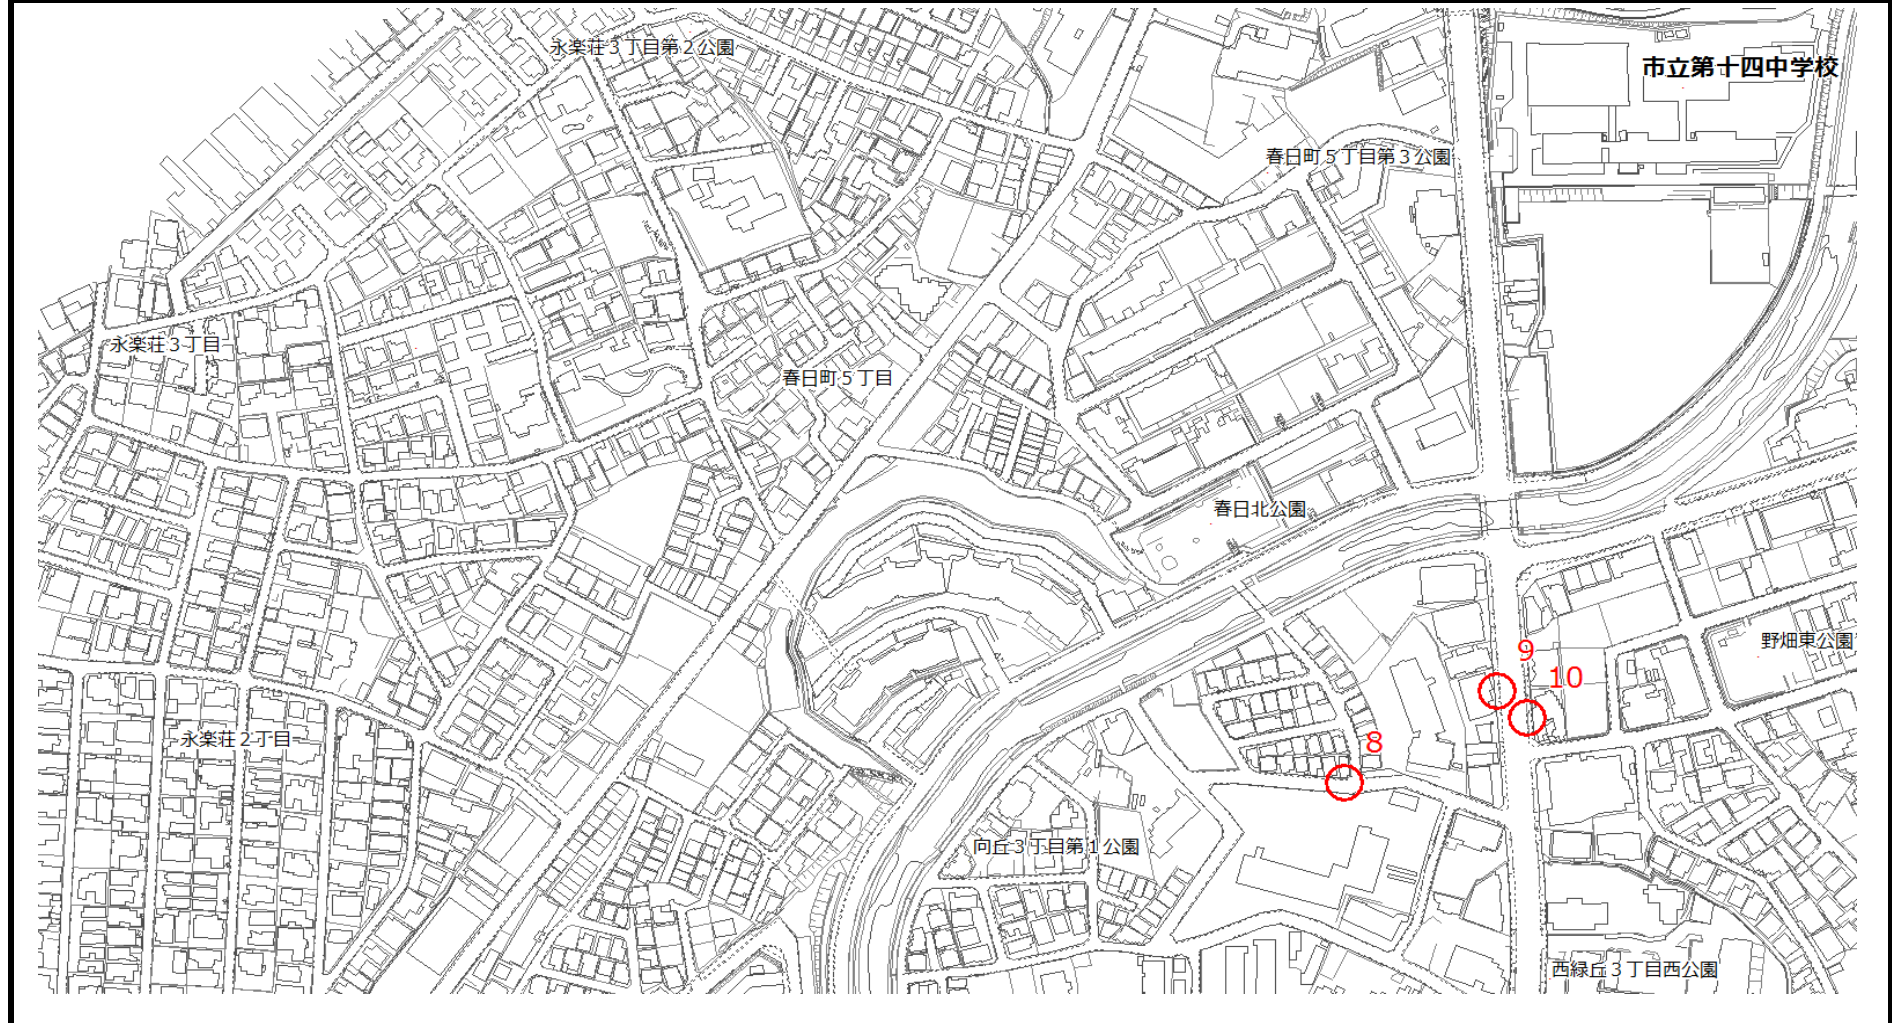 永楽荘３丁目第２公園
市立第十四中学校
春日町５丁目第３公園
永楽荘３丁目
春日町５丁目
春日北公園
野畑東公園
9
10
永楽荘２丁目
8
向丘３丁目第１公園
西緑丘３丁目西公園